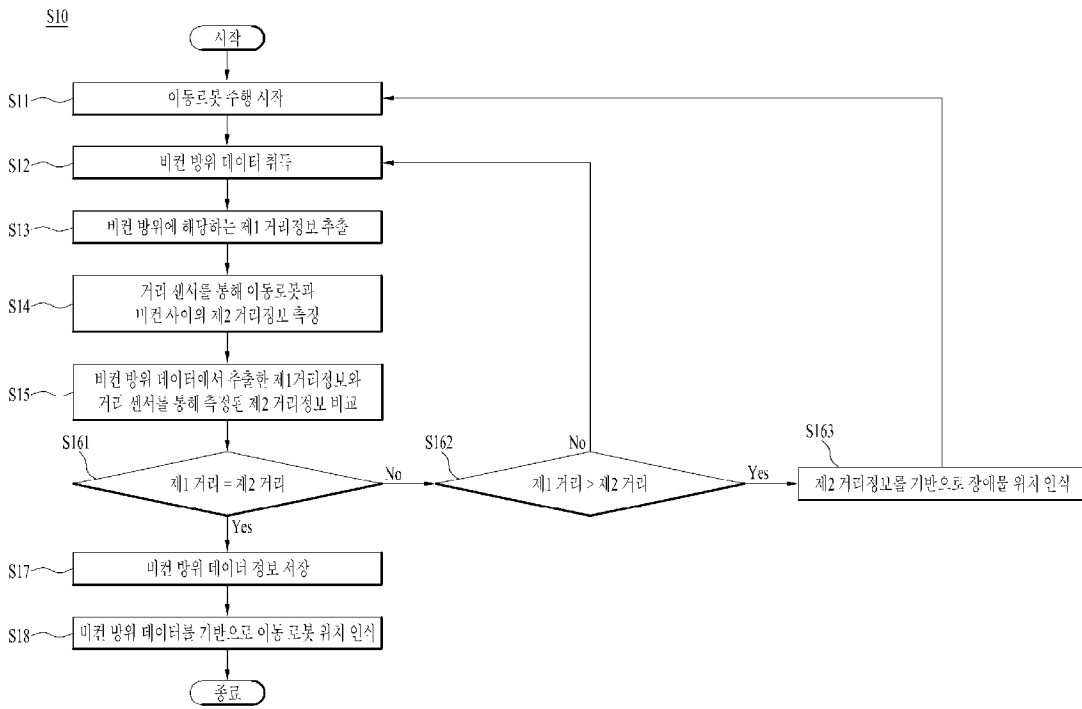 S10
시작
S11
이동로봇 수행 시작
S12
비컨 방위 데이터 취득
S13
비컨 방위에 해당하는 제1 거리정보 추출
S14
거리 센서를 통해 이동로봇과
비컨 사이의 제2 거리정보 측정
S15
비컨 방위 데이터에서 추출한 제1거리정보와
거리 센서를 통해 측정된 제2 거리정보 비교
S161
제1 거리 = 제2 거리
No
Yes
S162
No
제1 거리 > 제2 거리
Yes
S163
제2 거리정보를 기반으로 장애물 위치 인식
S17
비컨 방위 데이터 정보 저장
S18
비컨 방위 데이터를 기반으로 이동 로봇 위치 인식
종료